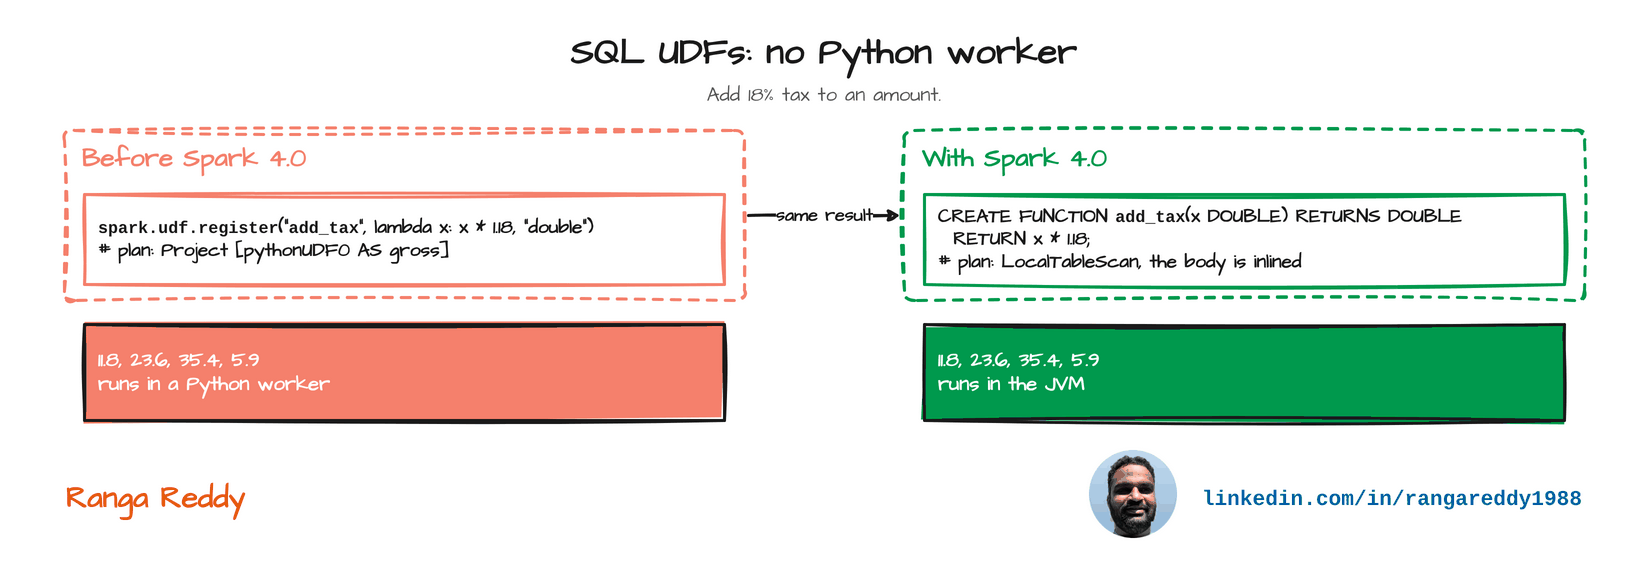 SQL UDFs: no Python worker
Add 18% tax to an amount.
Before Spark 4.0
spark.udf.register("add_tax", lambda x: x * 1.18, "double")
# plan: Project [pythonUDF0 AS gross]
same result
With Spark 4.0
CREATE FUNCTION add_tax(x DOUBLE) RETURNS DOUBLE
RETURN x * 1.18;
# plan: LocalTableScan, the body is inlined
11.8, 23.6, 35.4, 5.9
runs in a Python worker
11.8, 23.6, 35.4, 5.9
runs in the JVM
Ranga Reddy
linkedin.com/in/rangareddy1988